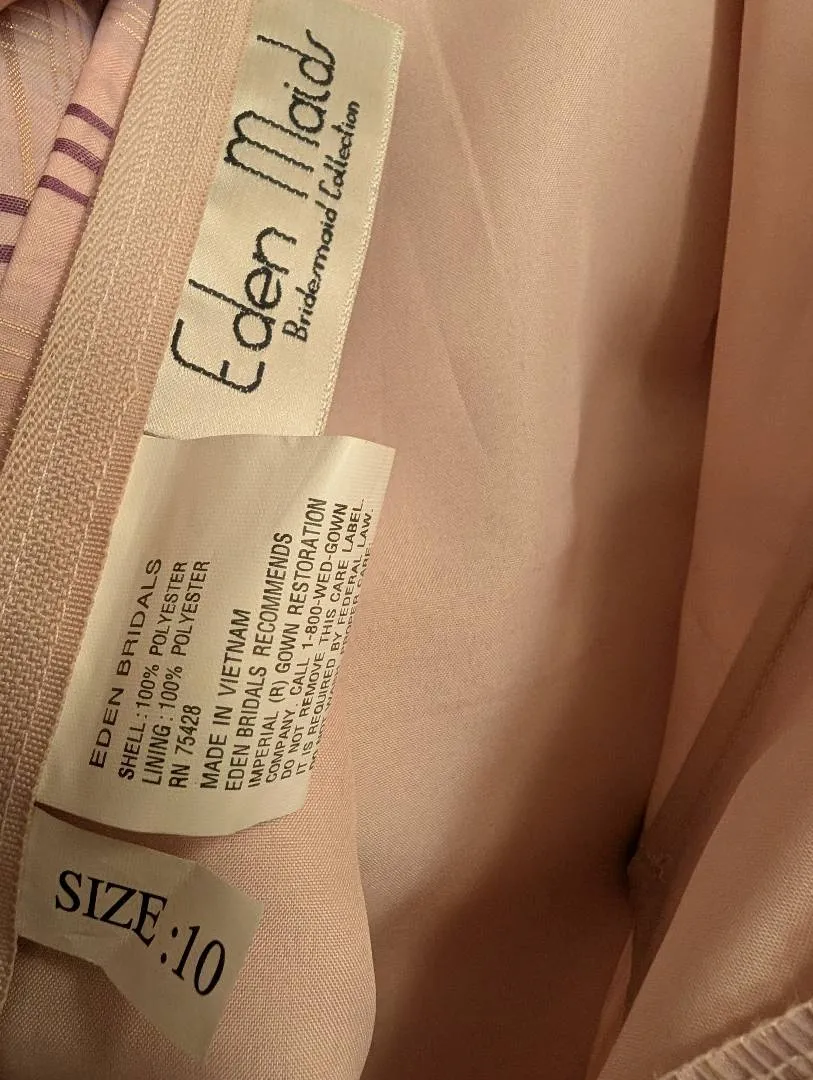 Eden Maids
Bridesmaid Collection
EDEN BRIDALS
SHELL: 100% POLYESTER
LINING: 100% POLYESTER
RN 75428
MADE IN VIETNAM
EDEN BRIDALS RECOMMENDS
IMPERIAL (R) GOWN RESTORATION
COMPANY. CALL 1-800-WED-GOWN
DO NOT REMOVE THIS CARE LABEL.
IT IS REQUIRED BY FEDERAL LAW.
SIZE:10